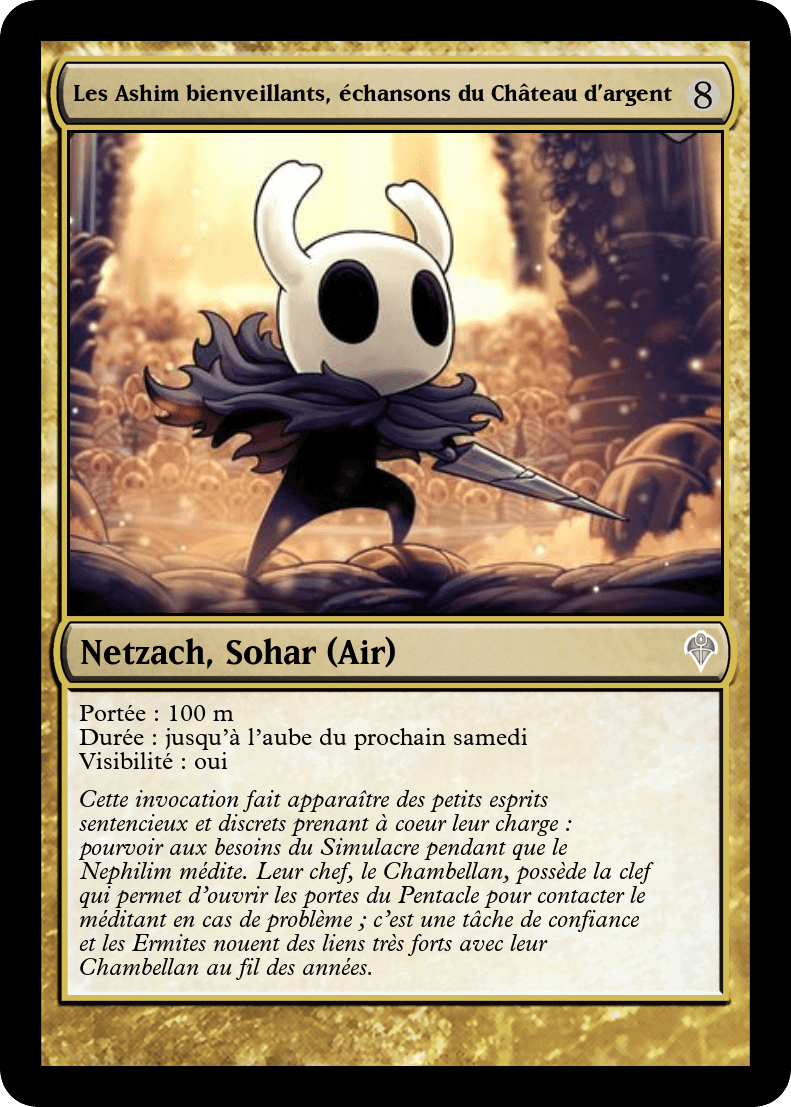 Les Ashim bienveillants, échansons du Château d'argent 8
Netzach, Sohar (Air)
Portée : 100 m
Durée : jusqu'à l'aube du prochain samedi
Visibilité : oui
Cette invocation fait apparaître des petits esprits
sentencieux et discrets prenant à coeur leur charge :
pourvoir aux besoins du Simulacre pendant que le
Nephilim médite. Leur chef, le Chambellan, possède la clef
qui permet d'ouvrir les portes du Pentacle pour contacter le
méditant en cas de problème ; c'est une tâche de confiance
et les Ermites nouent des liens très forts avec leur
Chambellan au fil des années.